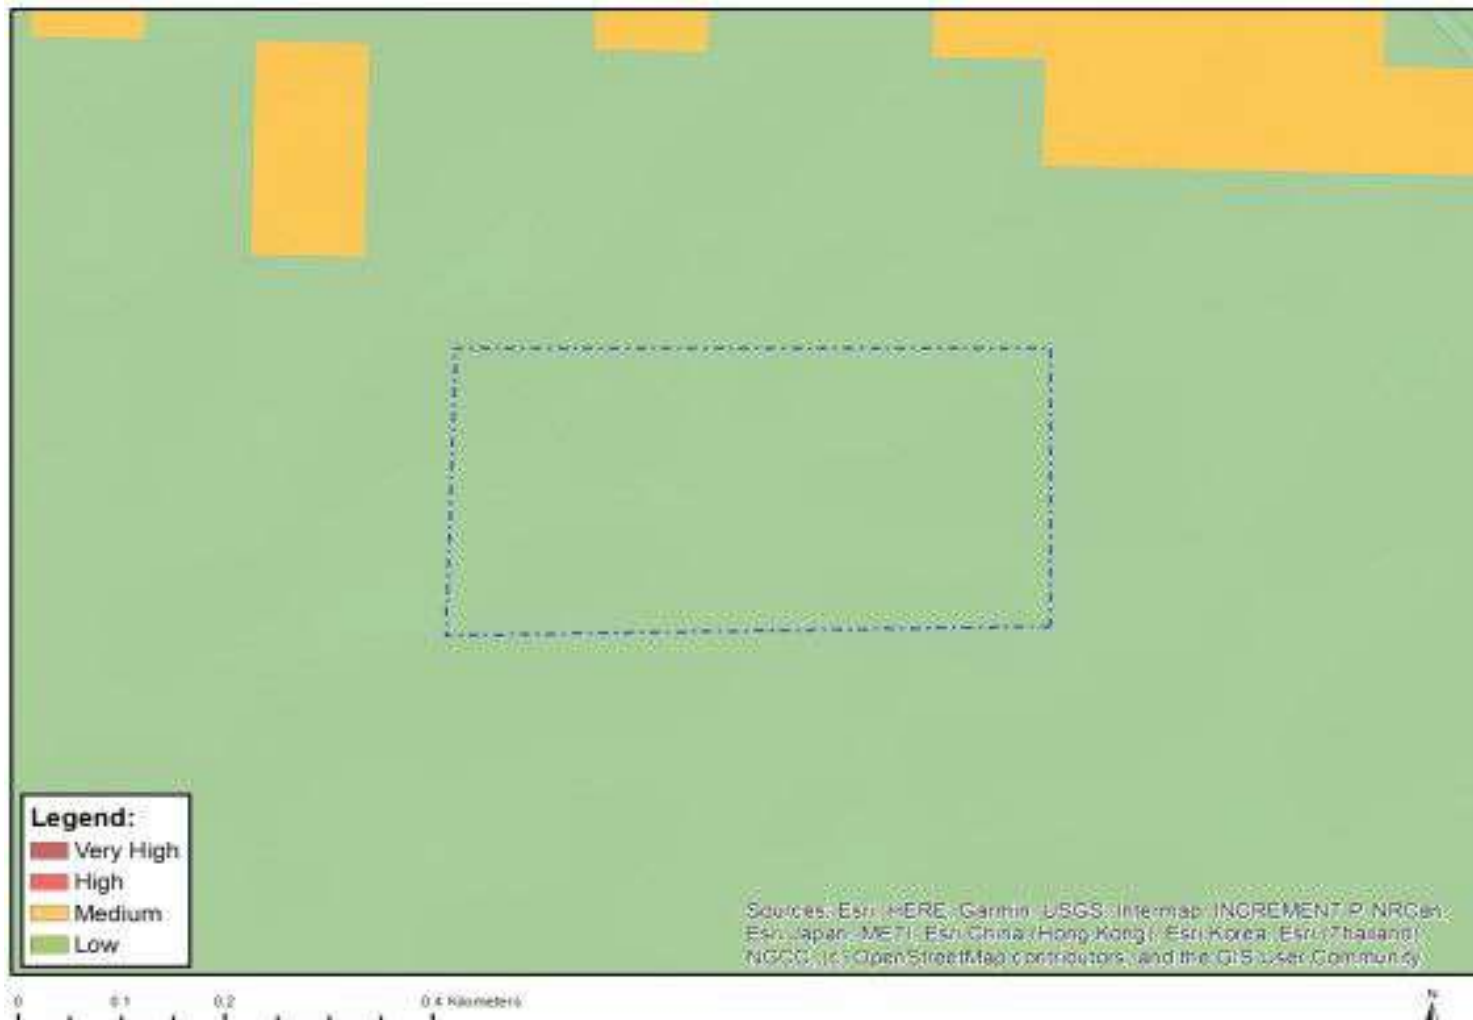 Legend:
Very High
High
Medium
Low
Sources: Esri, HERE, Garmin, USGS, Intermap, INCREMENT P, NRCan,
Esri Japan, METI, Esri China (Hong Kong), Esri Korea, Esri (Thailand),
NGCC, (c) OpenStreetMap contributors, and the GIS User Community
0 0.1 0.2 0.4 Kilometers
N